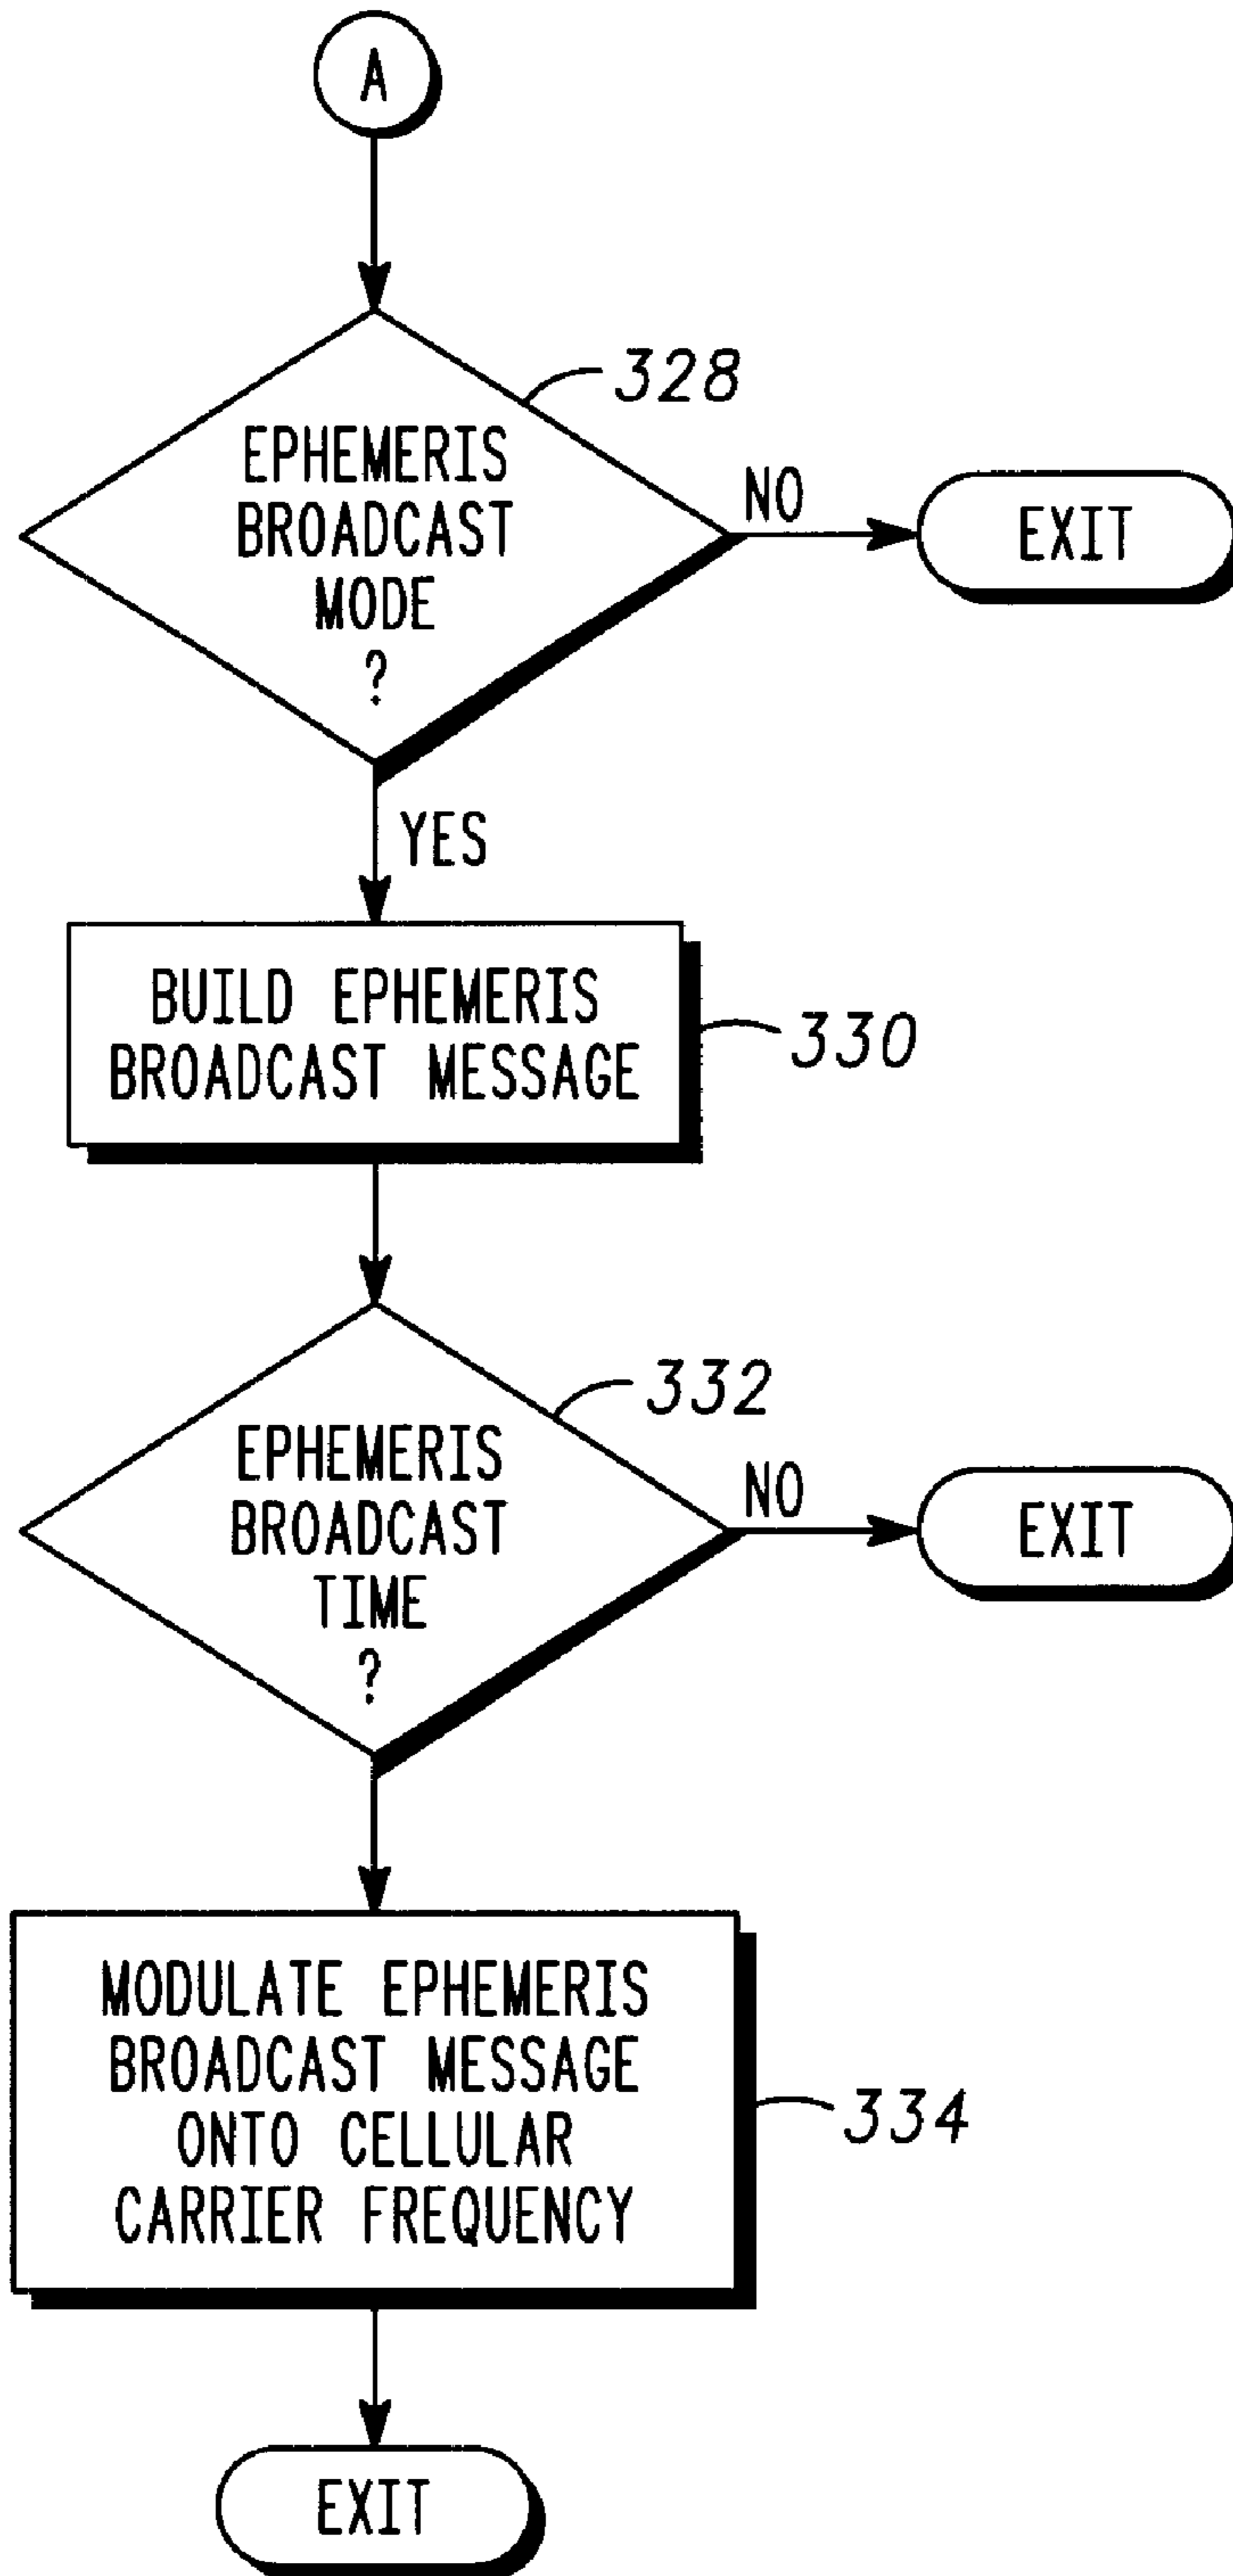 A
328
EPHEMERIS
BROADCAST
MODE
?
NO
EXIT
YES
BUILD EPHEMERIS
BROADCAST MESSAGE
330
332
EPHEMERIS
BROADCAST
TIME
?
NO
EXIT
MODULATE EPHEMERIS
BROADCAST MESSAGE
ONTO CELLULAR
CARRIER FREQUENCY
334
EXIT